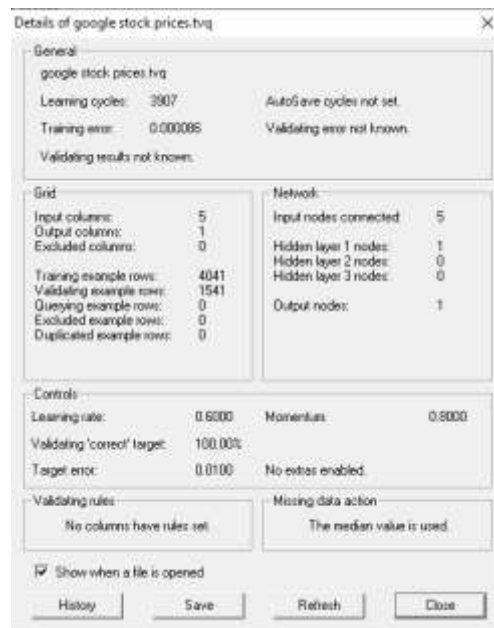 Details of google stock prices.tvq
General
google stock prices.tvq
Learning cycles: 3907 AutoSave cycles not set.
Training error: 0.000086 Validating error not known.
Validating results not known.
Grid
Input columns: 5
Output columns: 1
Excluded columns: 0
Training example rows: 4041
Validating example rows: 1541
Querying example rows: 0
Excluded example rows: 0
Duplicated example rows: 0
Network
Input nodes connected: 5
Hidden layer 1 nodes: 1
Hidden layer 2 nodes: 0
Hidden layer 3 nodes: 0
Output nodes: 1
Controls
Learning rate: 0.6000 Momentum: 0.8000
Validating 'correct' target: 100.00%
Target error: 0.0100 No extras enabled.
Validating rules
No columns have rules set.
Missing data action
The median value is used.
Show when a file is opened
History Save Refresh Close